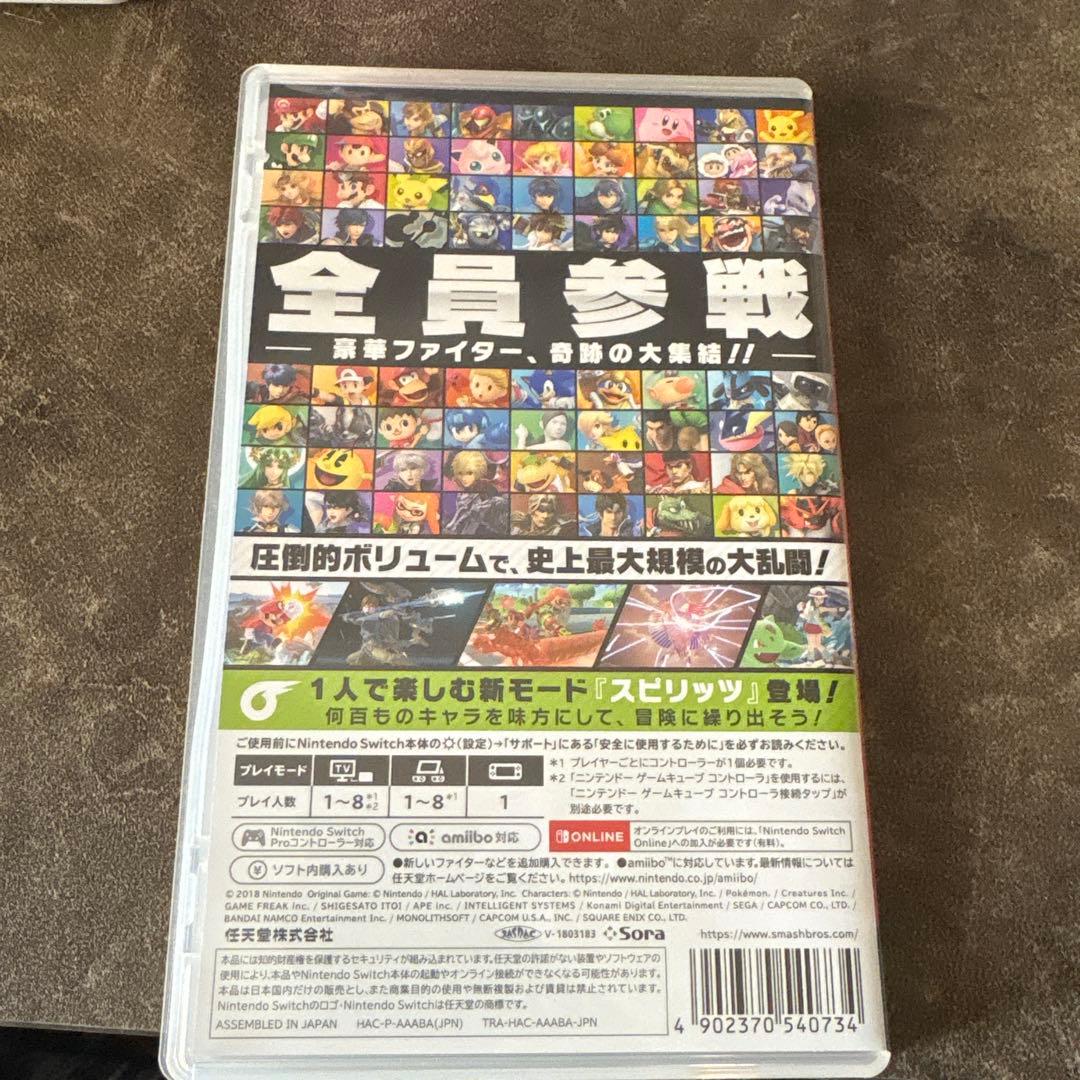 全員参戦
豪華ファイター、奇跡の大集結!!
圧倒的ボリュームで、史上最大規模の大乱闘!
1人で楽しむ新モード『スピリッツ』登場!
何百ものキャラを味方にして、冒険に繰り出そう!
ご使用前にNintendo Switch本体の(設定)→「サポート」にある「安全に使用するために」を必ずお読みください。
プレイモード TV
プレイ人数 1~8 *1 *2 1~8 *1 1
*1 プレイヤーごとにコントローラーが1個必要です。
*2 「ニンテンドー ゲームキューブ コントローラ」を使用するには、
「ニンテンドー ゲームキューブ コントローラ接続タップ」が
別途必要です。
Nintendo Switch
Proコントローラー対応
amiibo対応
ONLINE
オンラインプレイのご利用には、「Nintendo Switch
Online」への加入が必要です(有料)。
ソフト内購入あり
●新しいファイターなどを追加購入できます。 ●amiibo™に対応しています。最新情報については
任天堂ホームページをご覧ください。https://www.nintendo.co.jp/amiibo/
© 2018 Nintendo Original Game: © Nintendo / HAL Laboratory, Inc. Characters: © Nintendo / HAL Laboratory, Inc. / Pokémon. / Creatures Inc. /
GAME FREAK inc. / SHIGESATO ITOI / APE inc. / INTELLIGENT SYSTEMS / Konami Digital Entertainment / SEGA / CAPCOM CO., LTD. /
BANDAI NAMCO Entertainment Inc. / MONOLITHSOFT / CAPCOM U.S.A., INC. / SQUARE ENIX CO., LTD.
任天堂株式会社
JASRAC V-1803183 Sora
https://www.smashbros.com/
本品には知的財産権を保護するセキュリティが組み込まれています。任天堂の許諾がない装置やソフトウェアの
使用により、本品やNintendo Switch本体の起動やオンライン接続ができなくなる可能性があります。
本品は日本国内だけの販売とし、また商業目的の使用や無断複製および賃貸は禁止されています。
Nintendo Switchのロゴ・Nintendo Switchは任天堂の商標です。
ASSEMBLED IN JAPAN HAC-P-AAABA(JPN) TRA-HAC-AAABA-JPN
4 902370 540734